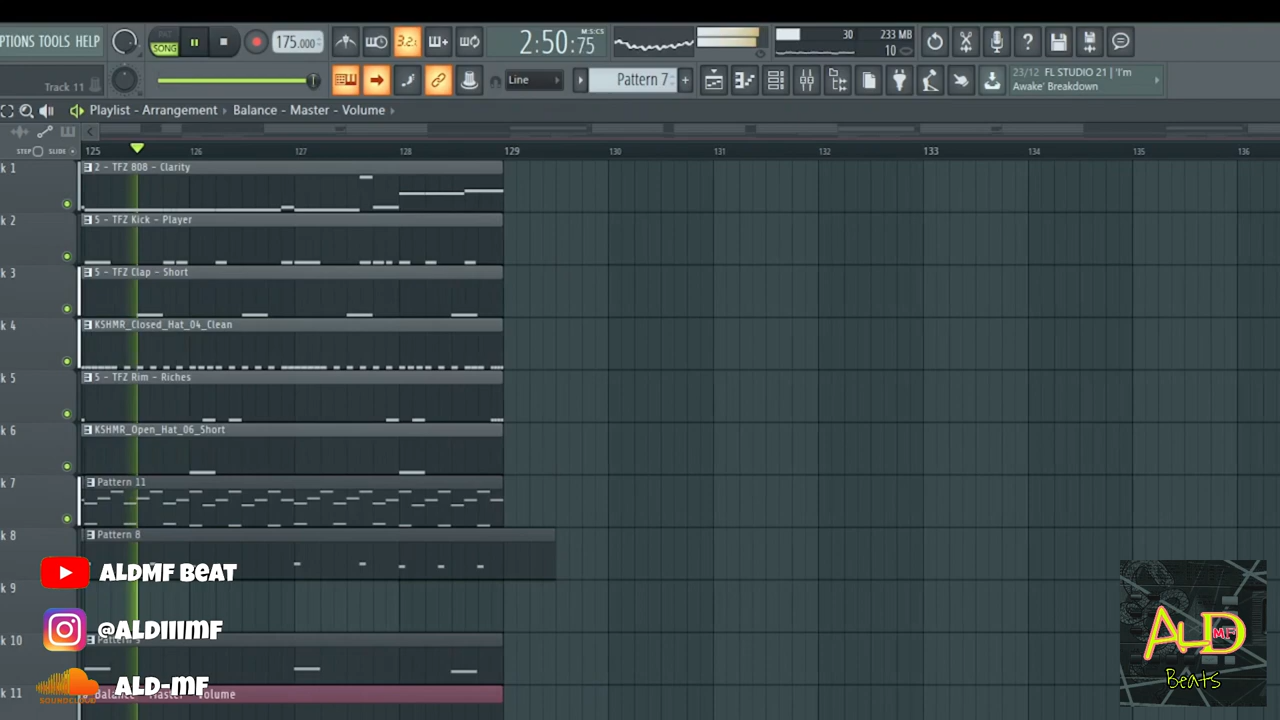 PTIONS TOOLS HELP
PAT
SONG
175.000
3.2.
2:50:75
M:S:CS
30
233 MB
10
Track 11
Line
Pattern 7
23/12 FL STUDIO 21 | 'I'm
Awake' Breakdown
Playlist - Arrangement
Balance - Master - Volume
STEP
SLIDE
125 126 127 128 129 130 131 132 133 134 135 136
k 1
2 - TFZ 808 - Clarity
k 2
5 - TFZ Kick - Player
k 3
5 - TFZ Clap - Short
k 4
KSHMR_Closed_Hat_04_Clean
k 5
5 - TFZ Rim - Riches
k 6
KSHMR_Open_Hat_06_Short
k 7
Pattern 11
k 8
Pattern 8
ALDMF BEAT
k 9
@ALDIIIMF
k 10
SOUNDCLOUD
ALD-MF
k 11
Balance - Master - Volume
ALD
MF
Beats